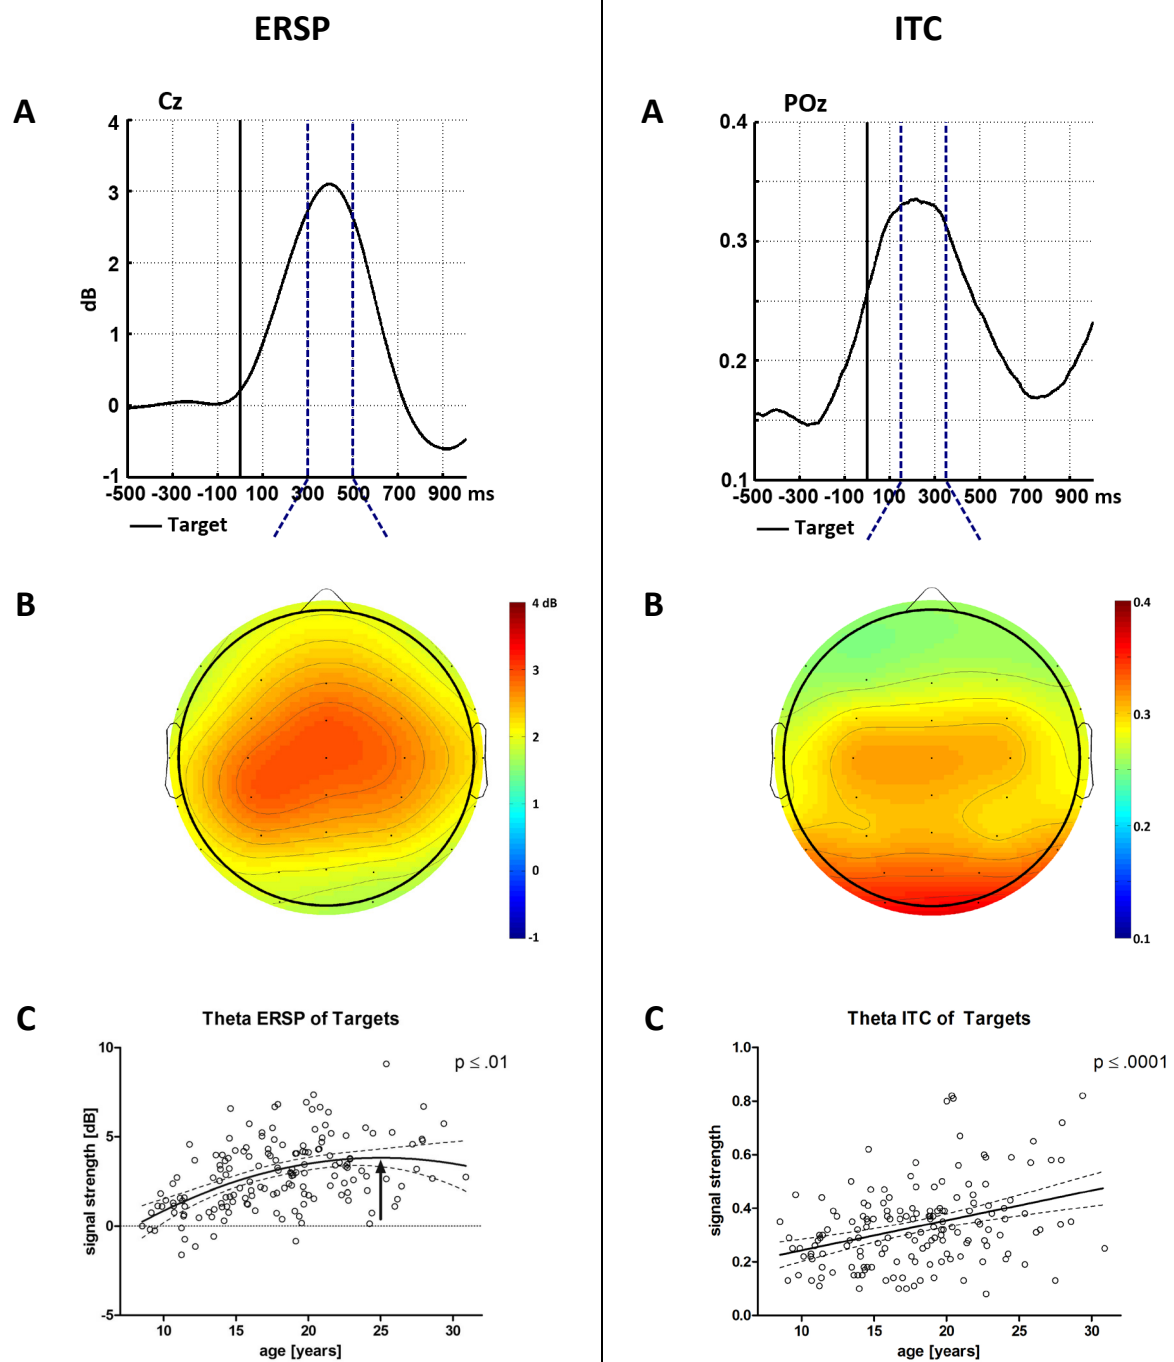 ERSP
A
Cz
4
3
2
1
0
-1
dB
-500 -300 -100 100 300 500 700 900 ms
Target
B
4 dB
3
2
1
0
-1
C
Theta ERSP of Targets
p ≤ .01
10
5
0
-5
signal strength [dB]
10 15 20 25 30
age [years]
ITC
A
POz
0.4
0.3
0.2
0.1
-500 -300 -100 100 300 500 700 900 ms
Target
B
0.4
0.3
0.2
0.1
C
Theta ITC of Targets
p ≤ .0001
1.0
0.8
0.6
0.4
0.2
0.0
signal strength
10 15 20 25 30
age [years]